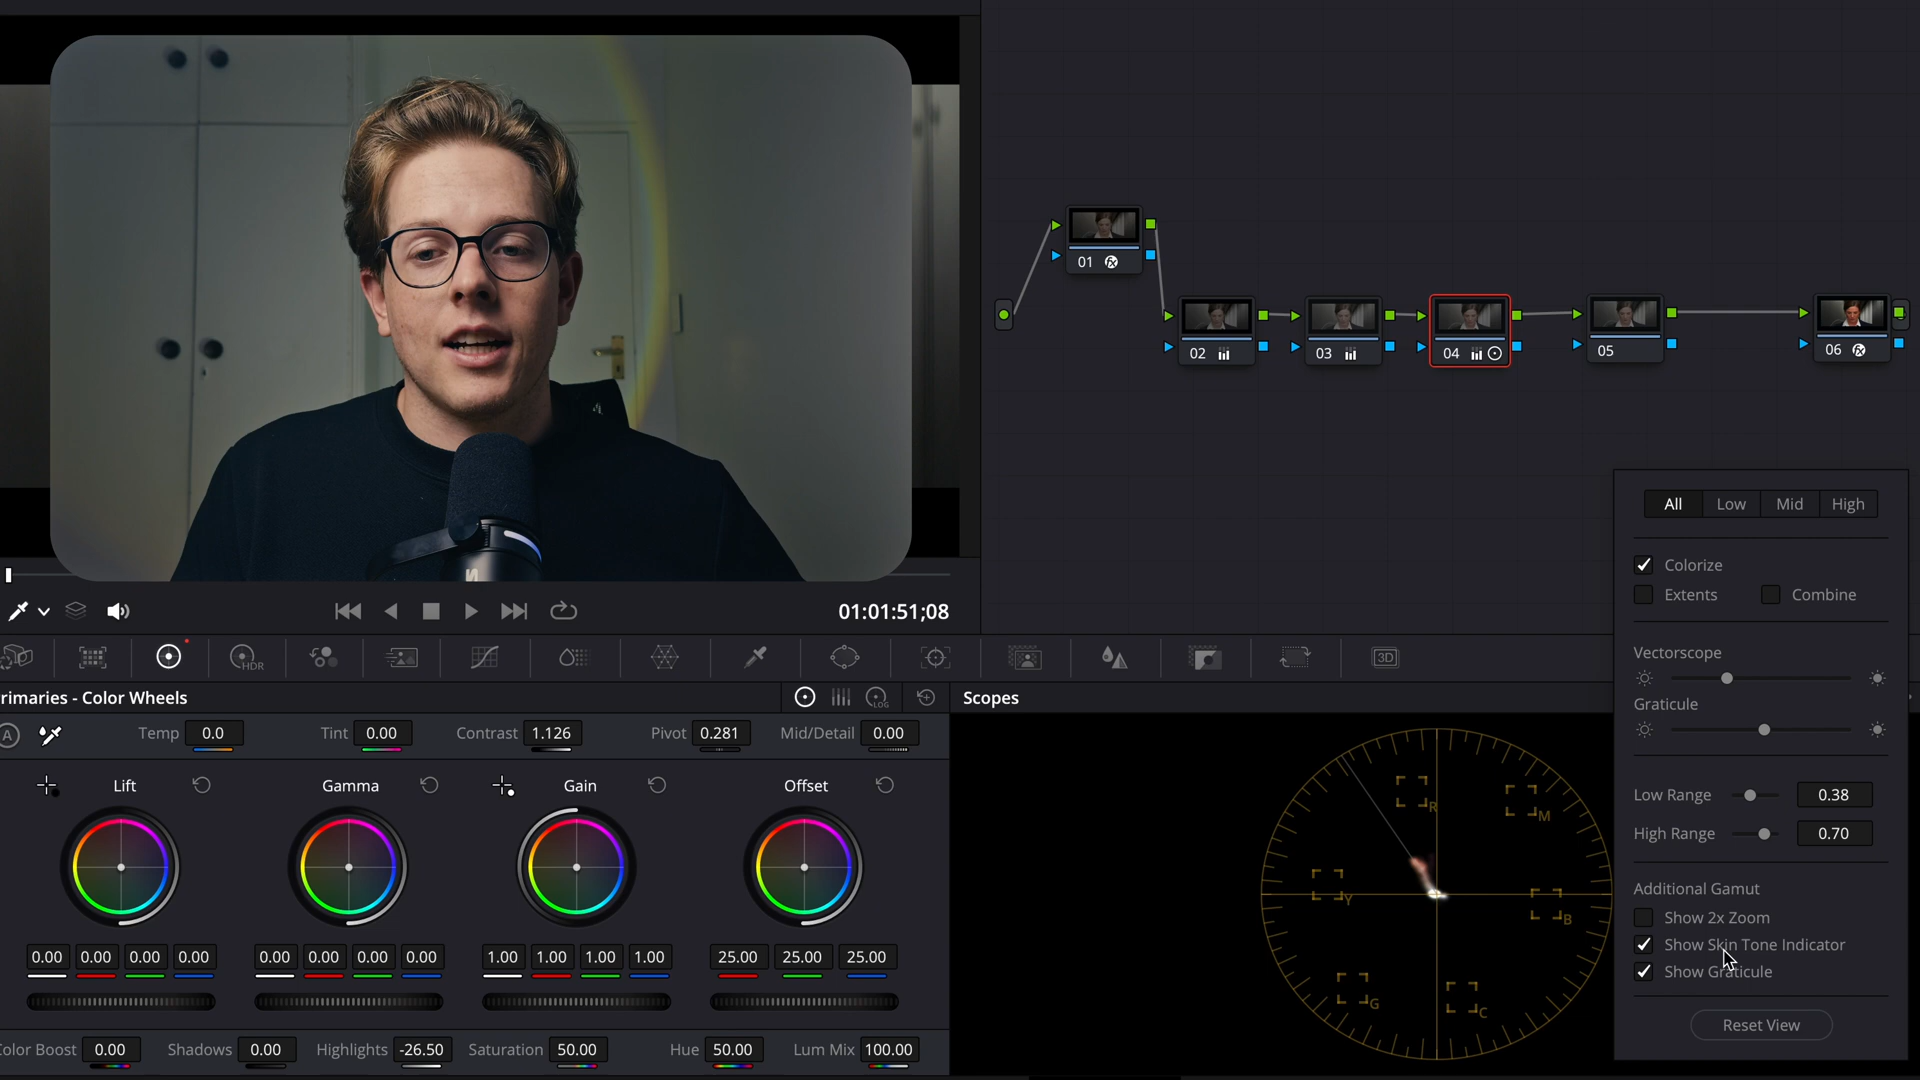 01
02
03
04
05
06
All Low Mid High
Colorize
Extents Combine
01:01:51;08
HDR
3D
Vectorscope
rimaries - Color Wheels
LOG
Scopes
Graticule
A
Temp 0.0 Tint 0.00 Contrast 1.126 Pivot 0.281 Mid/Detail 0.00
Lift Gamma Gain Offset
R
M
Y
B
G
C
Low Range 0.38
High Range 0.70
Additional Gamut
Show 2x Zoom
Show Skin Tone Indicator
Show Graticule
0.00 0.00 0.00 0.00 0.00 0.00 0.00 0.00 1.00 1.00 1.00 1.00 25.00 25.00 25.00
Reset View
Color Boost 0.00 Shadows 0.00 Highlights -26.50 Saturation 50.00 Hue 50.00 Lum Mix 100.00